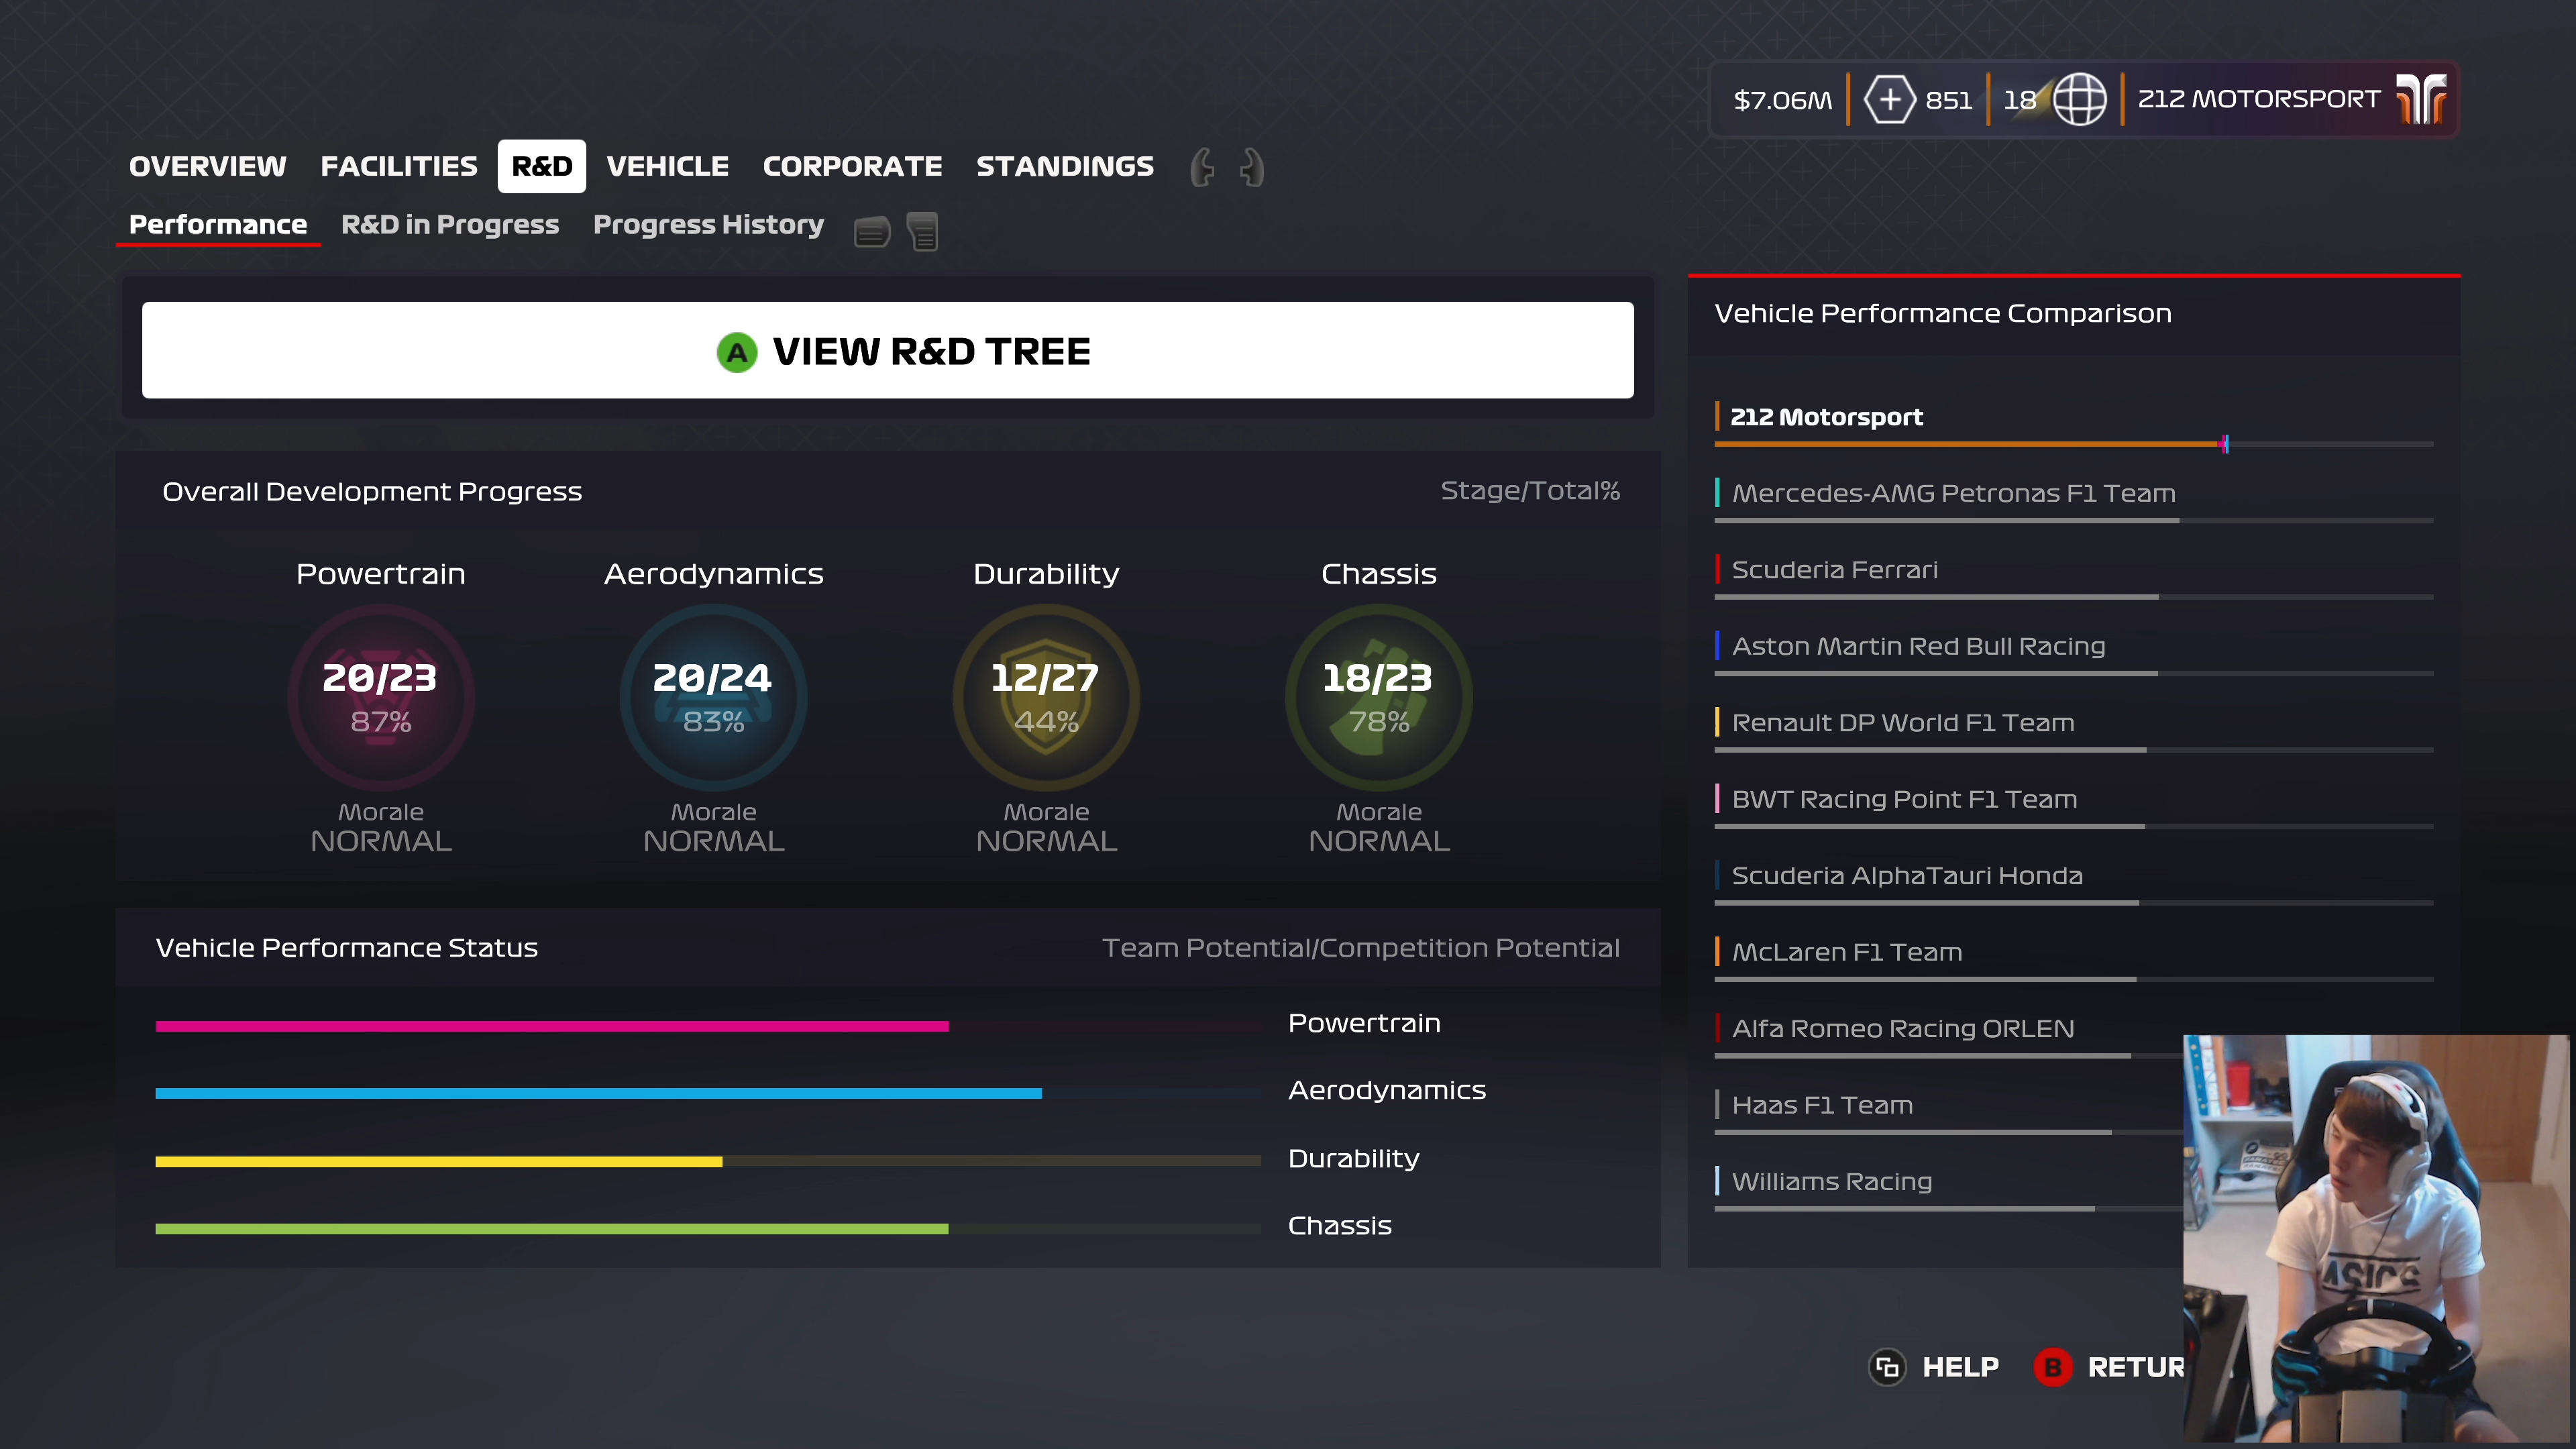 $7.06M 851 18 212 MOTORSPORT
OVERVIEW FACILITIES R&D VEHICLE CORPORATE STANDINGS
Performance R&D in Progress Progress History
A VIEW R&D TREE
Overall Development Progress Stage/Total%
Powertrain Aerodynamics Durability Chassis
20/23 20/24 12/27 18/23
87% 83% 44% 78%
Morale Morale Morale Morale
NORMAL NORMAL NORMAL NORMAL
Vehicle Performance Status Team Potential/Competition Potential
Powertrain
Aerodynamics
Durability
Chassis
Vehicle Performance Comparison
212 Motorsport
Mercedes-AMG Petronas F1 Team
Scuderia Ferrari
Aston Martin Red Bull Racing
Renault DP World F1 Team
BWT Racing Point F1 Team
Scuderia AlphaTauri Honda
McLaren F1 Team
Alfa Romeo Racing ORLEN
Haas F1 Team
Williams Racing
ASICS
HELP B RETUR